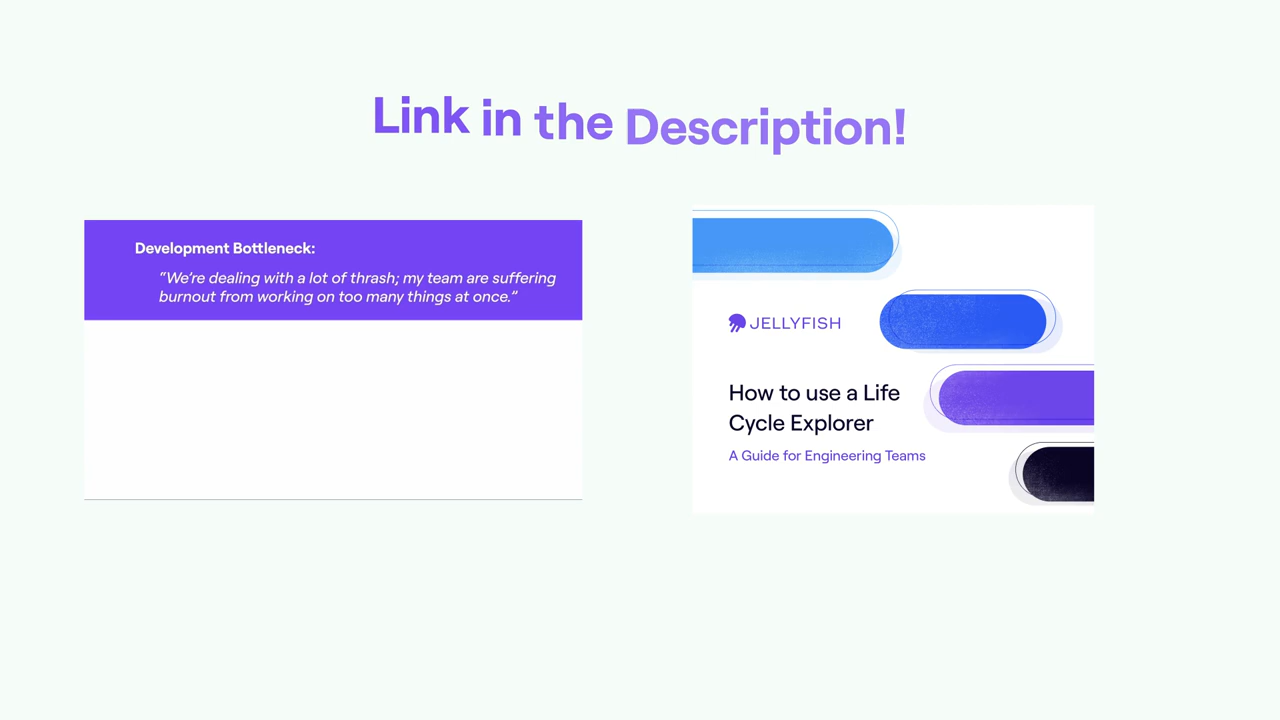 Link in the Description!
Development Bottleneck:
“We’re dealing with a lot of thrash; my team are suffering
burnout from working on too many things at once.”
JELLYFISH
How to use a Life
Cycle Explorer
A Guide for Engineering Teams